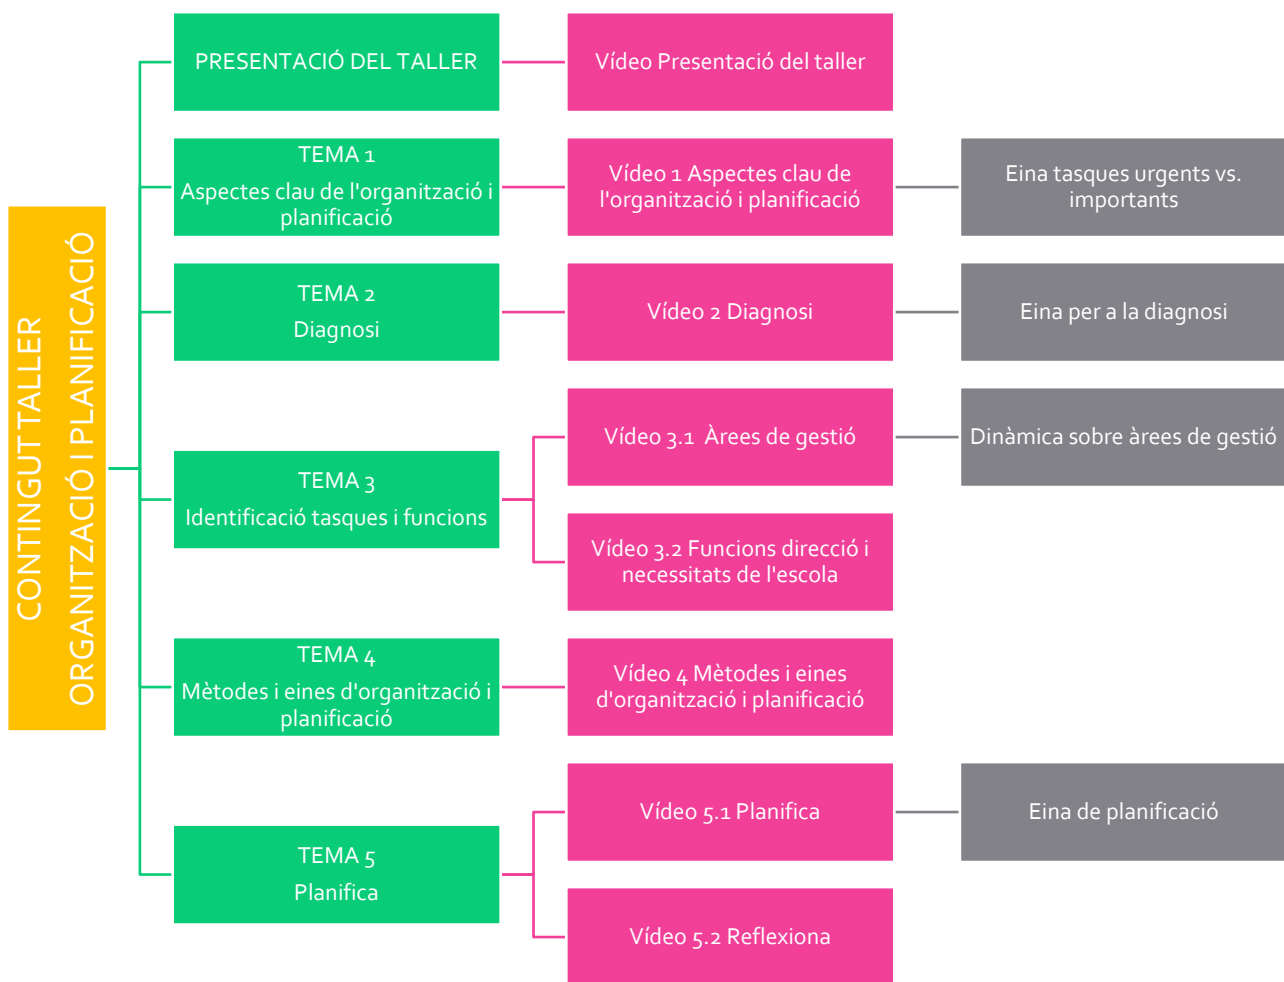 CONTINGUT TALLER
ORGANITZACIÓ I PLANIFICACIÓ
PRESENTACIÓ DEL TALLER
Vídeo Presentació del taller
TEMA 1
Aspectes clau de l'organització i
planificació
Vídeo 1 Aspectes clau de
l'organització i planificació
Eina tasques urgents vs.
importants
TEMA 2
Diagnosi
Vídeo 2 Diagnosi
Eina per a la diagnosi
TEMA 3
Identificació tasques i funcions
Vídeo 3.1 Àrees de gestió
Dinàmica sobre àrees de gestió
Vídeo 3.2 Funcions direcció i
necessitats de l'escola
TEMA 4
Mètodes i eines d'organització i
planificació
Vídeo 4 Mètodes i eines
d'organització i planificació
TEMA 5
Planifica
Vídeo 5.1 Planifica
Eina de planificació
Vídeo 5.2 Reflexiona